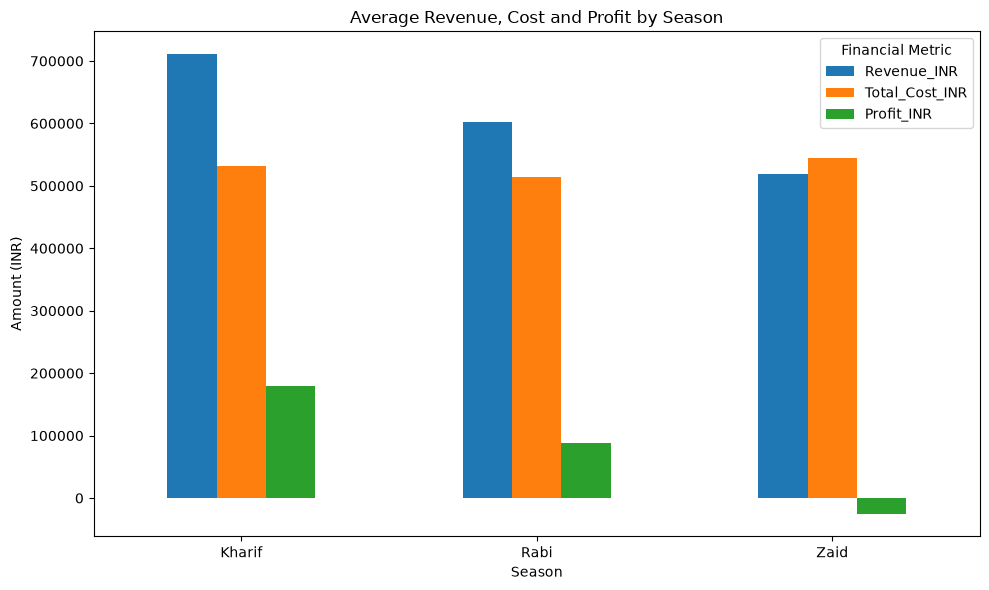 Average Revenue, Cost and Profit by Season
Financial Metric
Revenue_INR
Total_Cost_INR
Profit_INR
Amount (INR)
700000
600000
500000
400000
300000
200000
100000
0
Kharif
Rabi
Zaid
Season